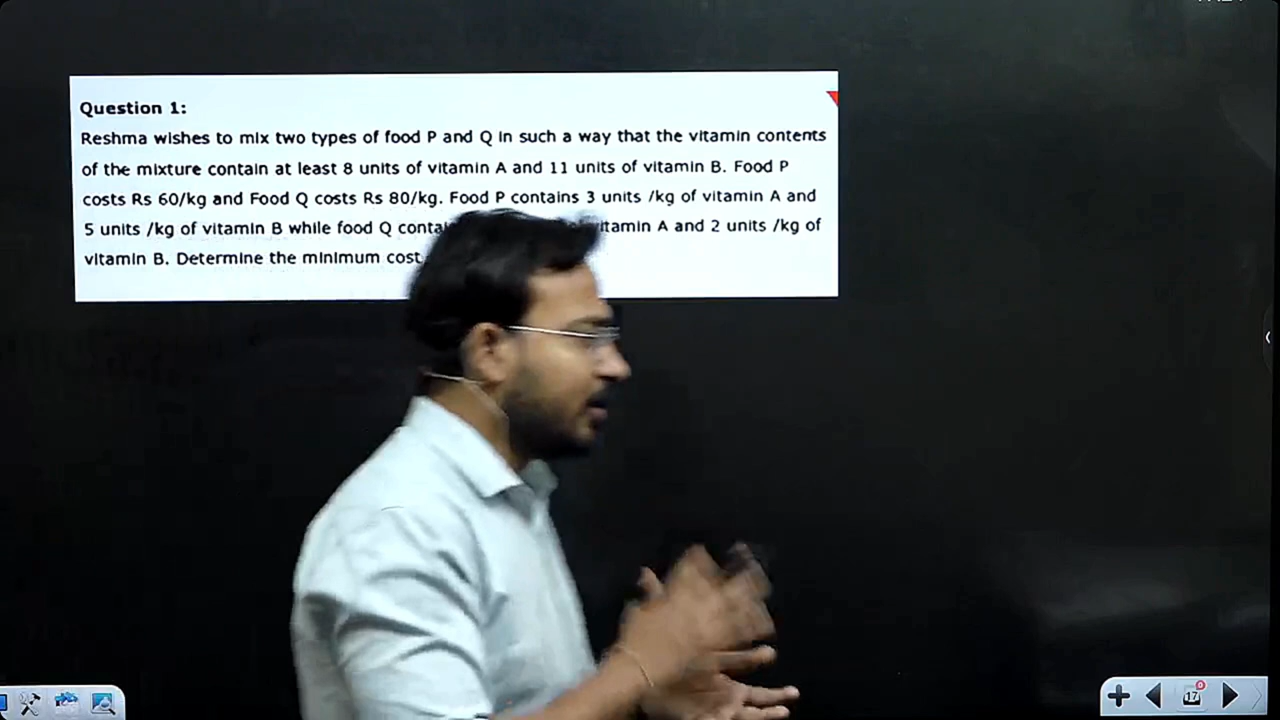 Question 1:
Reshma wishes to mix two types of food P and Q in such a way that the vitamin contents
of the mixture contain at least 8 units of vitamin A and 11 units of vitamin B. Food P
costs Rs 60/kg and Food Q costs Rs 80/kg. Food P contains 3 units /kg of vitamin A and
5 units /kg of vitamin B while food Q vitamin A and 2 units /kg of
vitamin B. Determine the minimum cost
17
0